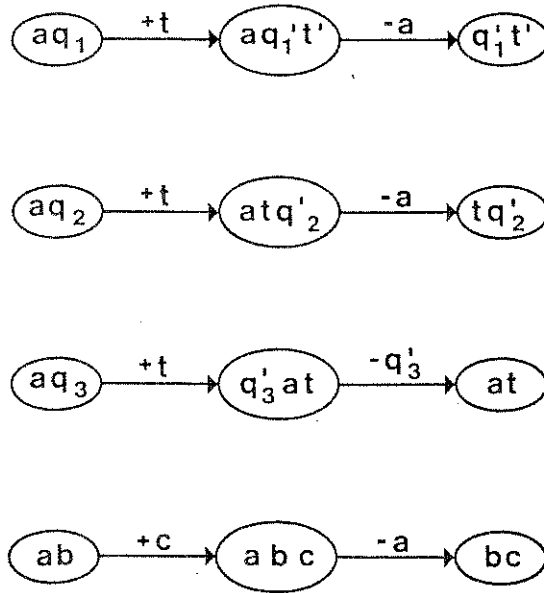 aq₁ +t aq₁'t' -a q₁'t'
aq₂ +t atq'₂ -a tq'₂
aq₃ +t q'₃at -q'₃ at
ab +c abc -a bc